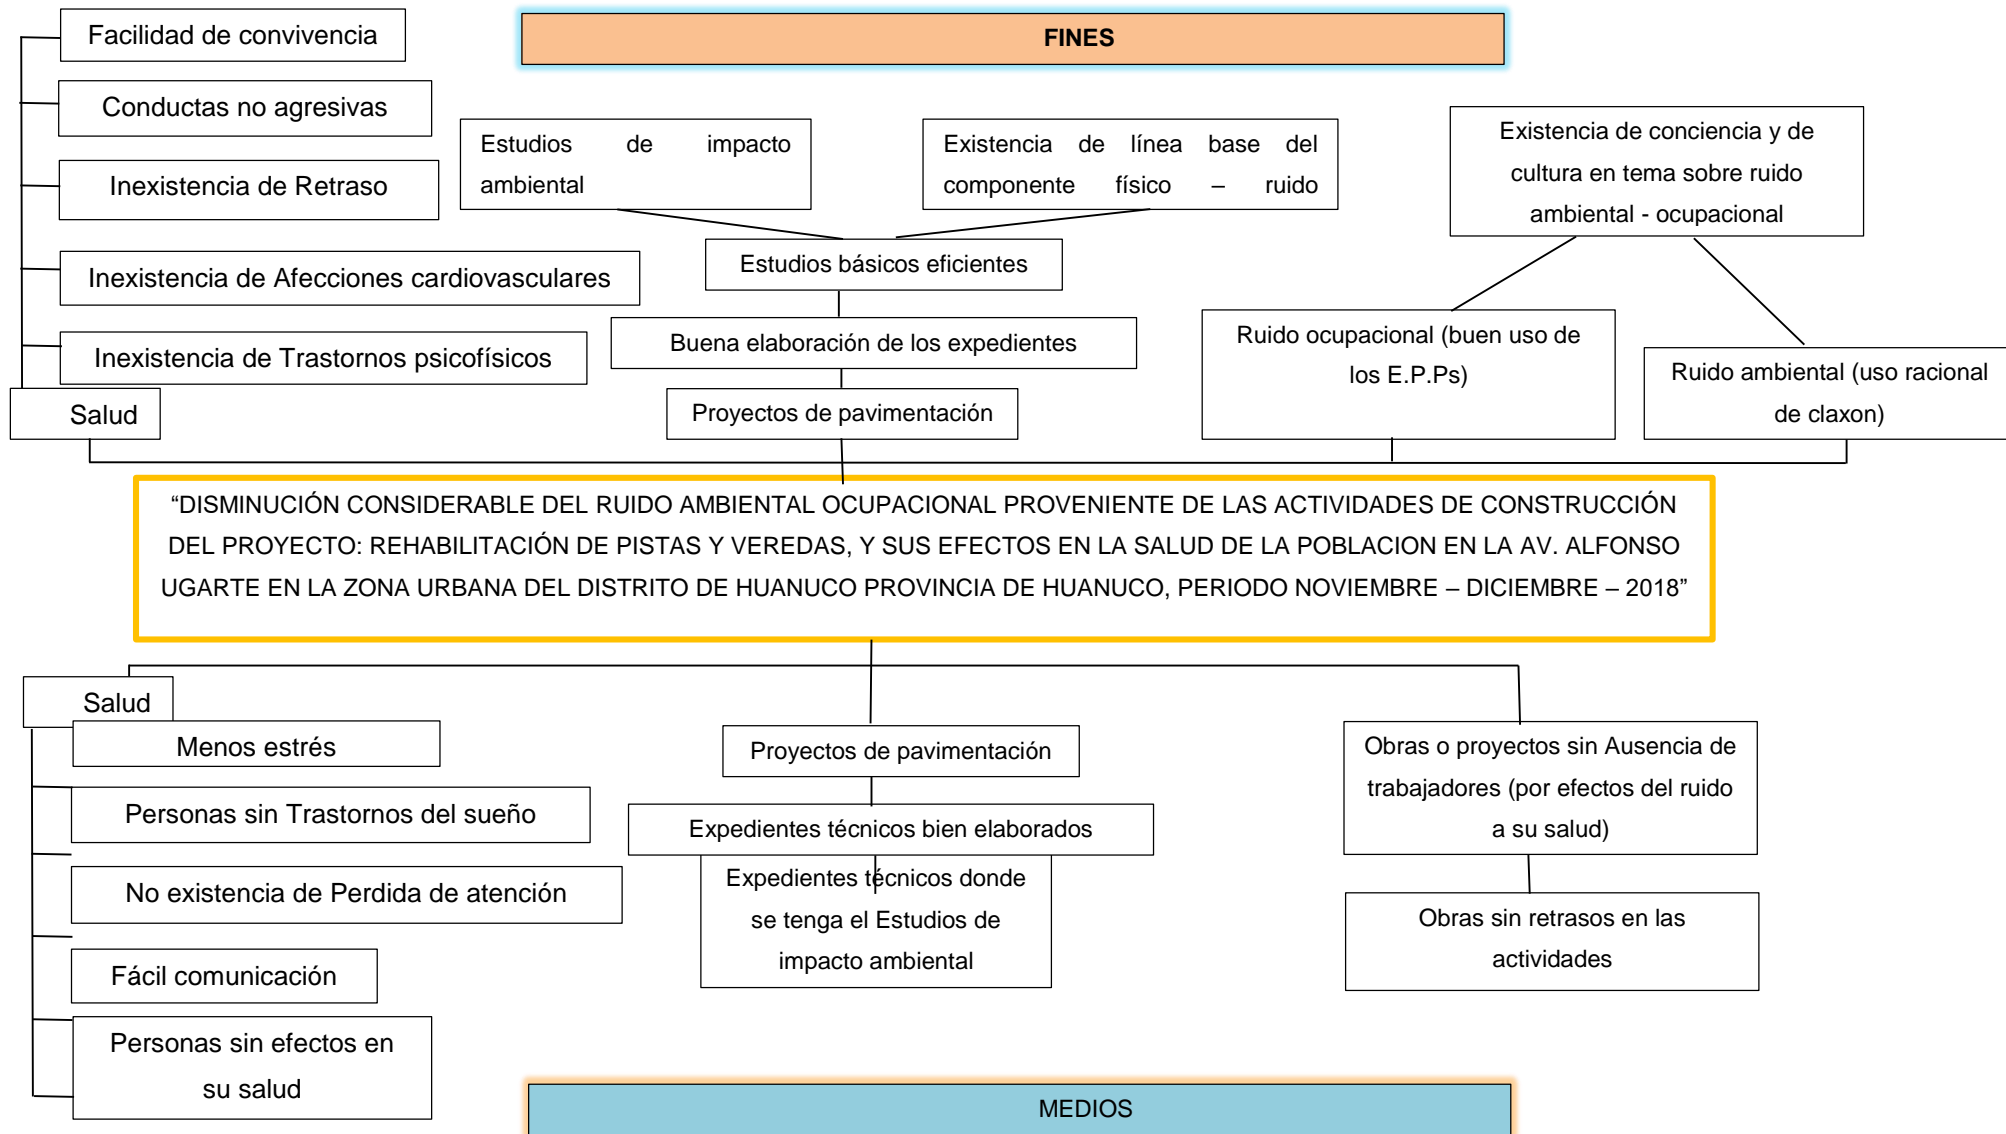 FINES
Facilidad de convivencia
Conductas no agresivas
Inexistencia de Retraso
Inexistencia de Afecciones cardiovasculares
Inexistencia de Trastornos psicofísicos
Salud
Estudios de impacto
ambiental
Existencia de línea base del
componente físico – ruido
Estudios básicos eficientes
Buena elaboración de los expedientes
Proyectos de pavimentación
Existencia de conciencia y de
cultura en tema sobre ruido
ambiental - ocupacional
Ruido ocupacional (buen uso de
los E.P.Ps)
Ruido ambiental (uso racional
de claxon)
“DISMINUCIÓN CONSIDERABLE DEL RUIDO AMBIENTAL OCUPACIONAL PROVENIENTE DE LAS ACTIVIDADES DE CONSTRUCCIÓN
DEL PROYECTO: REHABILITACIÓN DE PISTAS Y VEREDAS, Y SUS EFECTOS EN LA SALUD DE LA POBLACION EN LA AV. ALFONSO
UGARTE EN LA ZONA URBANA DEL DISTRITO DE HUANUCO PROVINCIA DE HUANUCO, PERIODO NOVIEMBRE – DICIEMBRE – 2018”
Salud
Menos estrés
Personas sin Trastornos del sueño
No existencia de Perdida de atención
Fácil comunicación
Personas sin efectos en
su salud
Proyectos de pavimentación
Expedientes técnicos bien elaborados
Expedientes técnicos donde
se tenga el Estudios de
impacto ambiental
Obras o proyectos sin Ausencia de
trabajadores (por efectos del ruido
a su salud)
Obras sin retrasos en las
actividades
MEDIOS